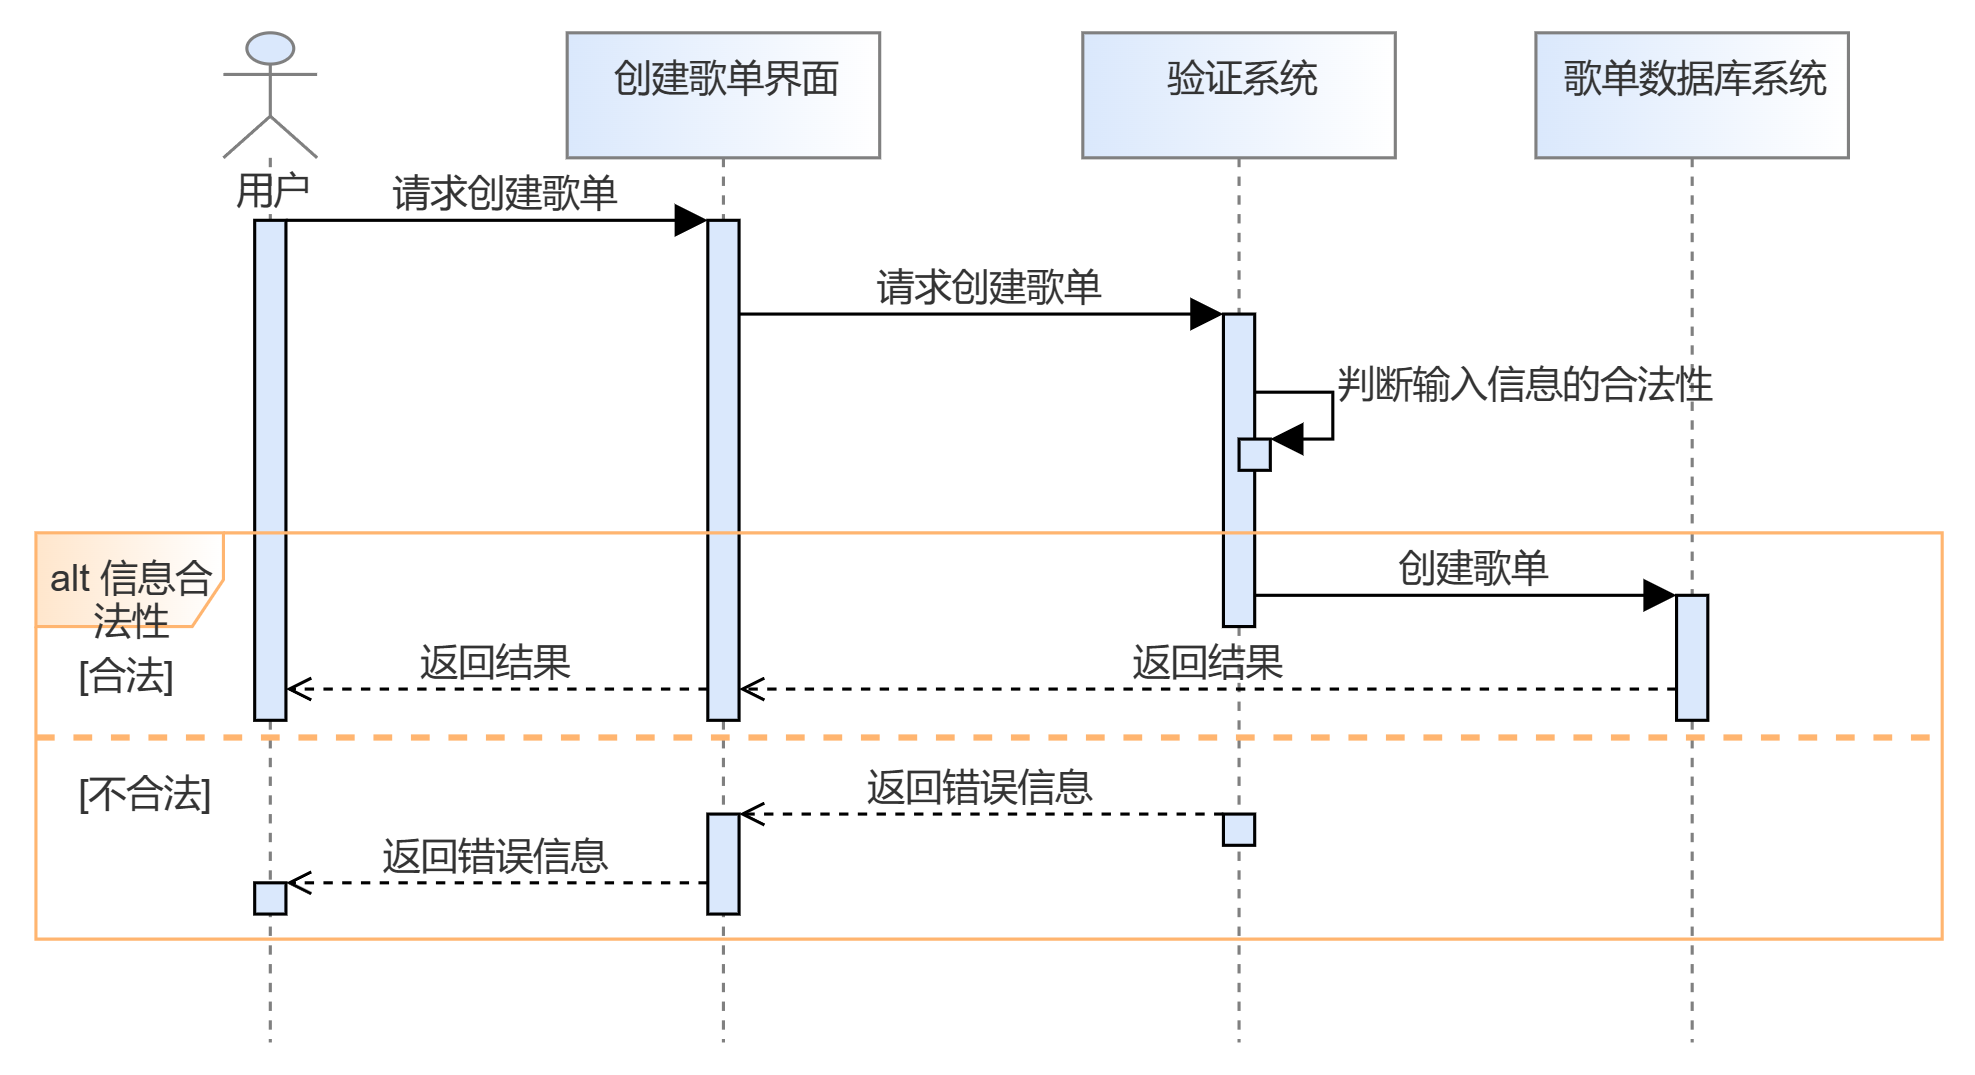 创建歌单界面
验证系统
歌单数据库系统
用户
请求创建歌单
请求创建歌单
判断输入信息的合法性
alt 信息合
法性
创建歌单
[合法]
返回结果
返回结果
[不合法]
返回错误信息
返回错误信息